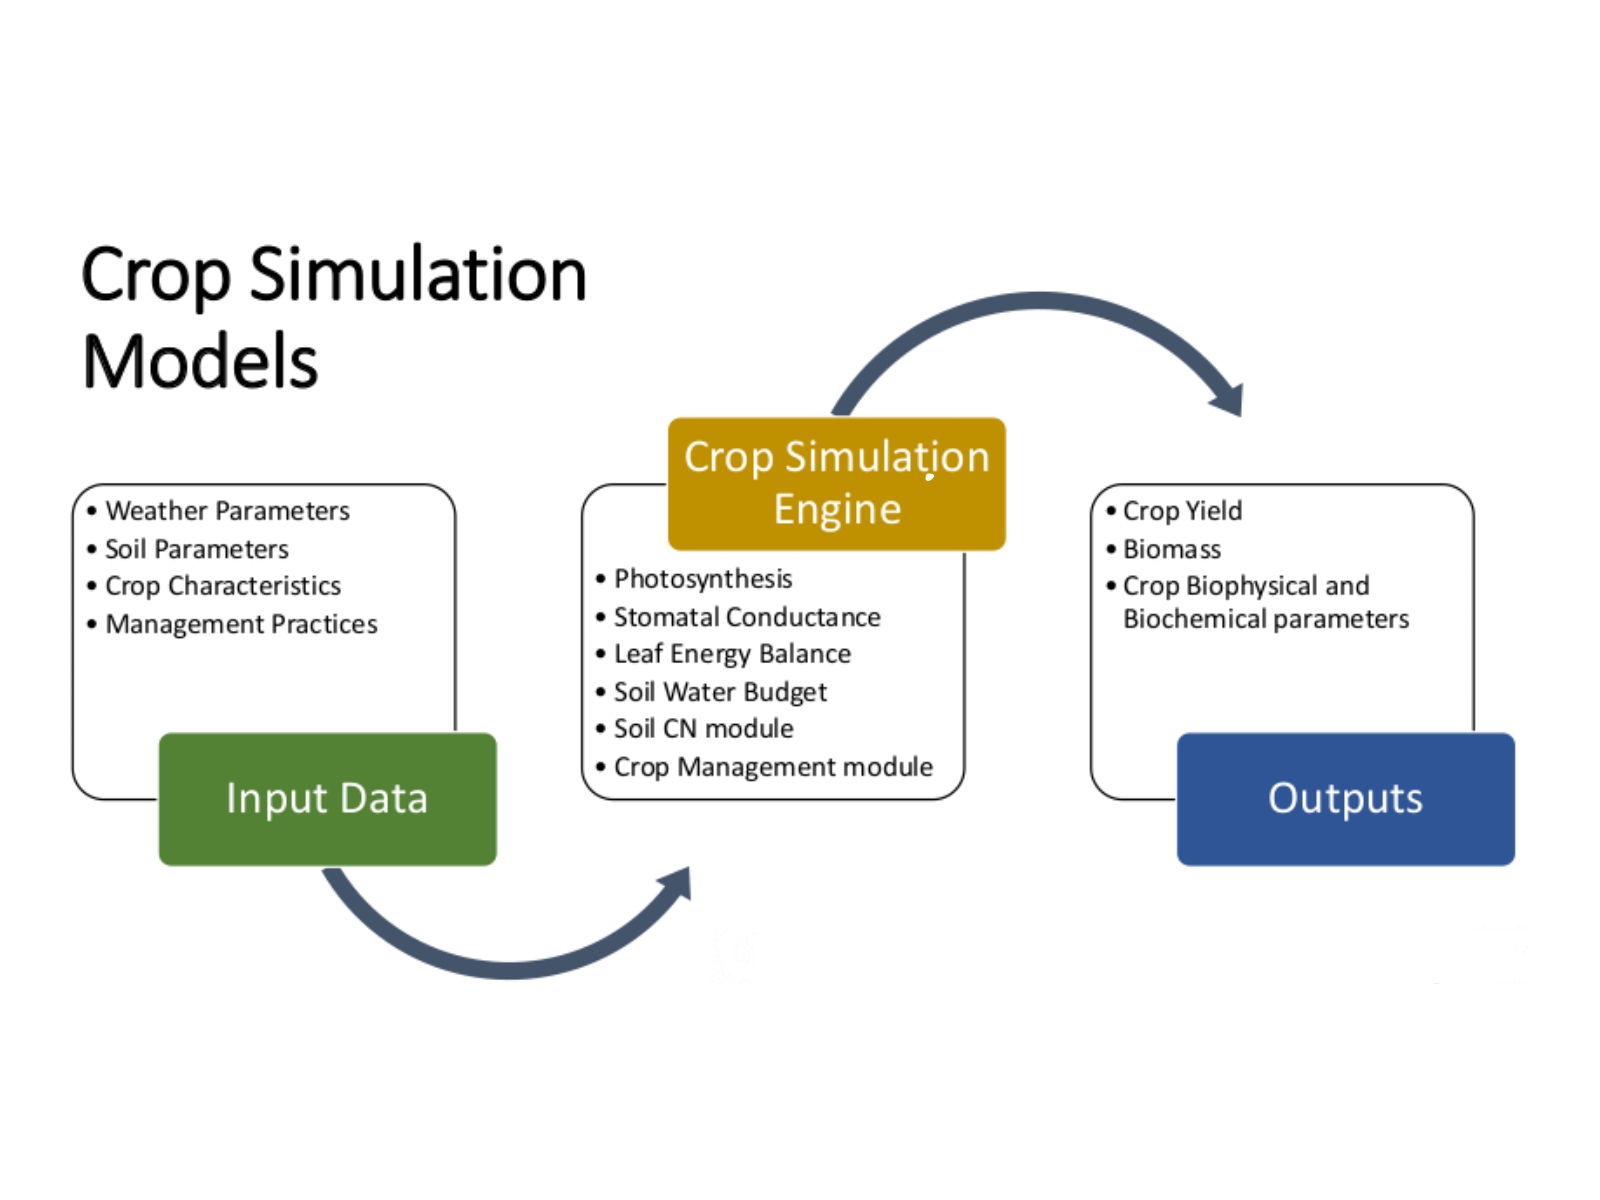 Crop Simulation
Models
• Weather Parameters
• Soil Parameters
• Crop Characteristics
• Management Practices
Input Data
Crop Simulation
Engine
• Photosynthesis
• Stomatal Conductance
• Leaf Energy Balance
• Soil Water Budget
• Soil CN module
• Crop Management module
• Crop Yield
• Biomass
• Crop Biophysical and
Biochemical parameters
Outputs